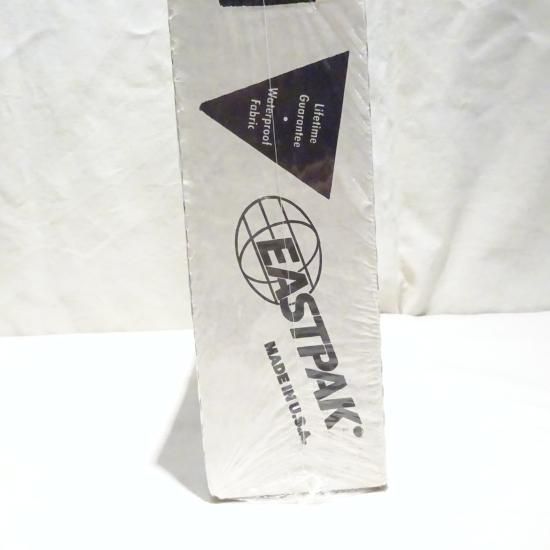 Lifetime
Guarantee
•
Waterproof
Fabric
EASTPAK®
MADE IN U.S.A.